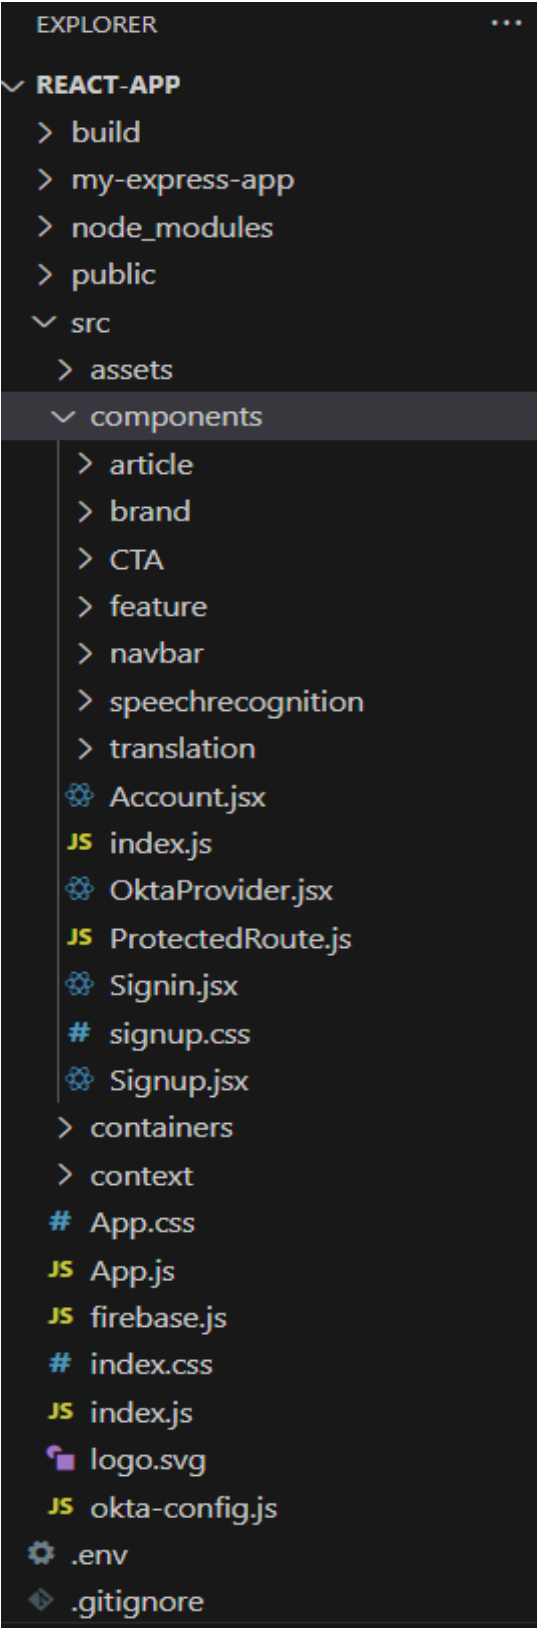 EXPLORER ...
REACT-APP
build
my-express-app
node_modules
public
src
assets
components
article
brand
CTA
feature
navbar
speechrecognition
translation
Account.jsx
JS index.js
OktaProvider.jsx
JS ProtectedRoute.js
Signin.jsx
# signup.css
Signup.jsx
containers
context
# App.css
JS App.js
JS firebase.js
# index.css
JS index.js
logo.svg
JS okta-config.js
.env
.gitignore